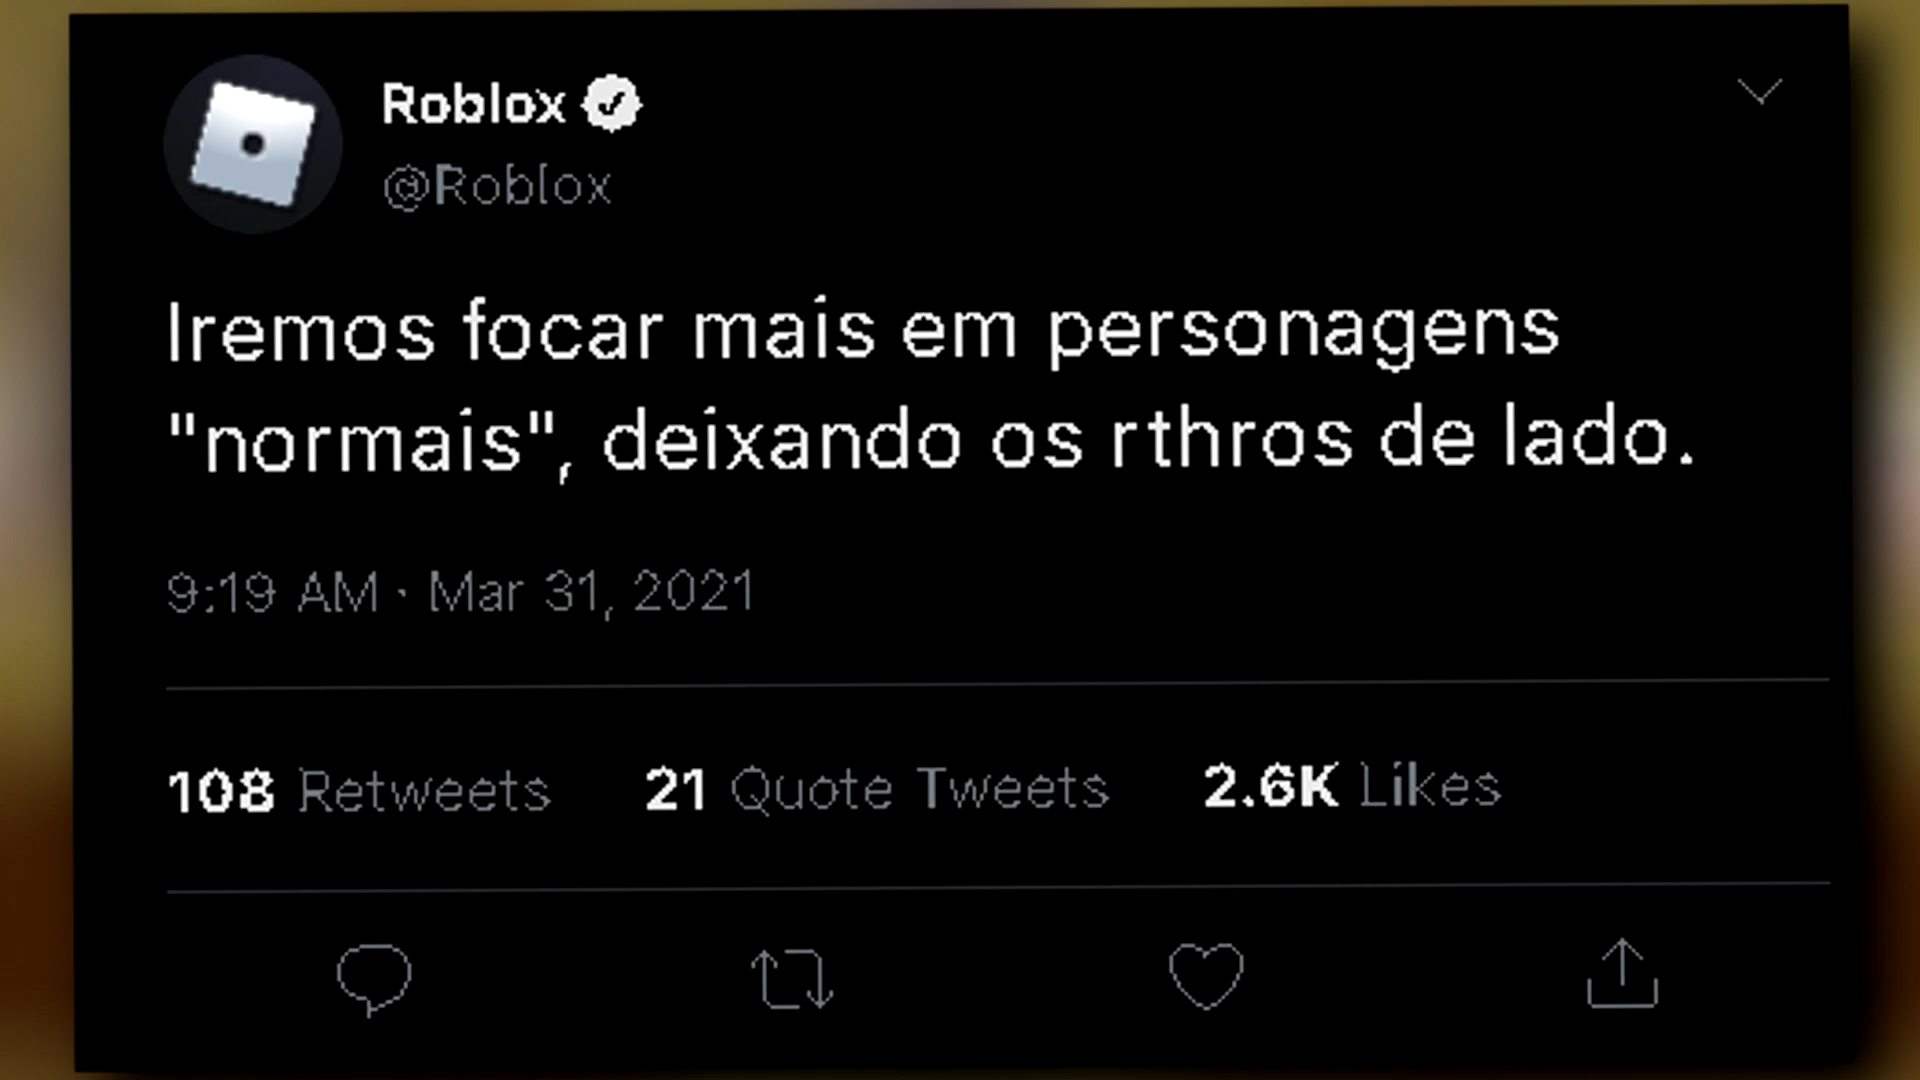 Roblox
@Roblox
Iremos focar mais em personagens
"normais", deixando os rthros de lado.
9:19 AM · Mar 31, 2021
108 Retweets 21 Quote Tweets 2.6K Likes